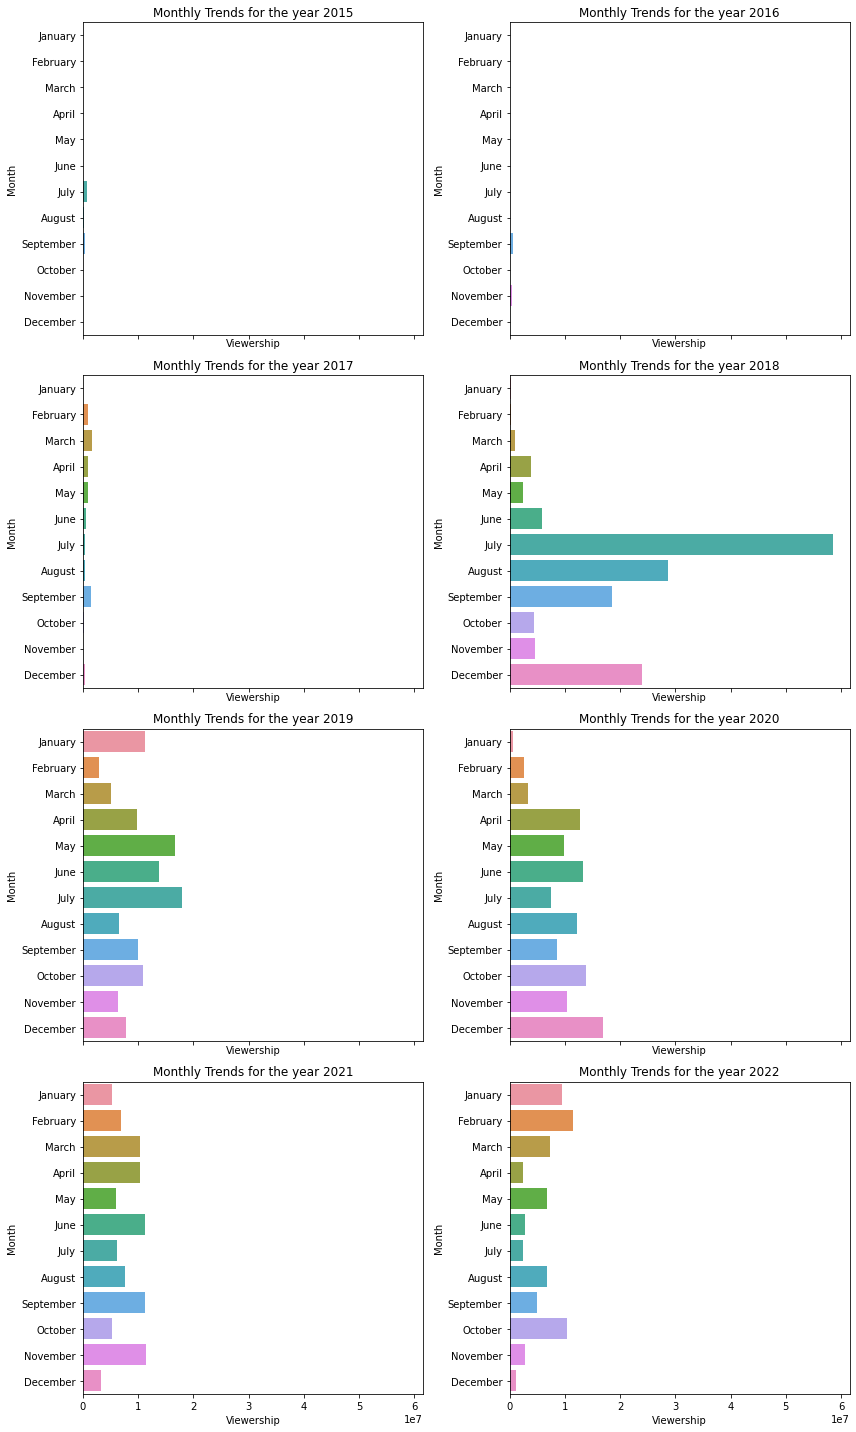 Monthly Trends for the year 2015
January
February
March
April
May
June
July
August
September
October
November
December
Month
Viewership
Monthly Trends for the year 2016
January
February
March
April
May
June
July
August
September
October
November
December
Month
Viewership
Monthly Trends for the year 2017
January
February
March
April
May
June
July
August
September
October
November
December
Month
Viewership
Monthly Trends for the year 2018
January
February
March
April
May
June
July
August
September
October
November
December
Month
Viewership
Monthly Trends for the year 2019
January
February
March
April
May
June
July
August
September
October
November
December
Month
Viewership
Monthly Trends for the year 2020
January
February
March
April
May
June
July
August
September
October
November
December
Month
Viewership
Monthly Trends for the year 2021
January
February
March
April
May
June
July
August
September
October
November
December
Month
0 1 2 3 4 5 6
Viewership
1e7
Monthly Trends for the year 2022
January
February
March
April
May
June
July
August
September
October
November
December
Month
0 1 2 3 4 5 6
Viewership
1e7